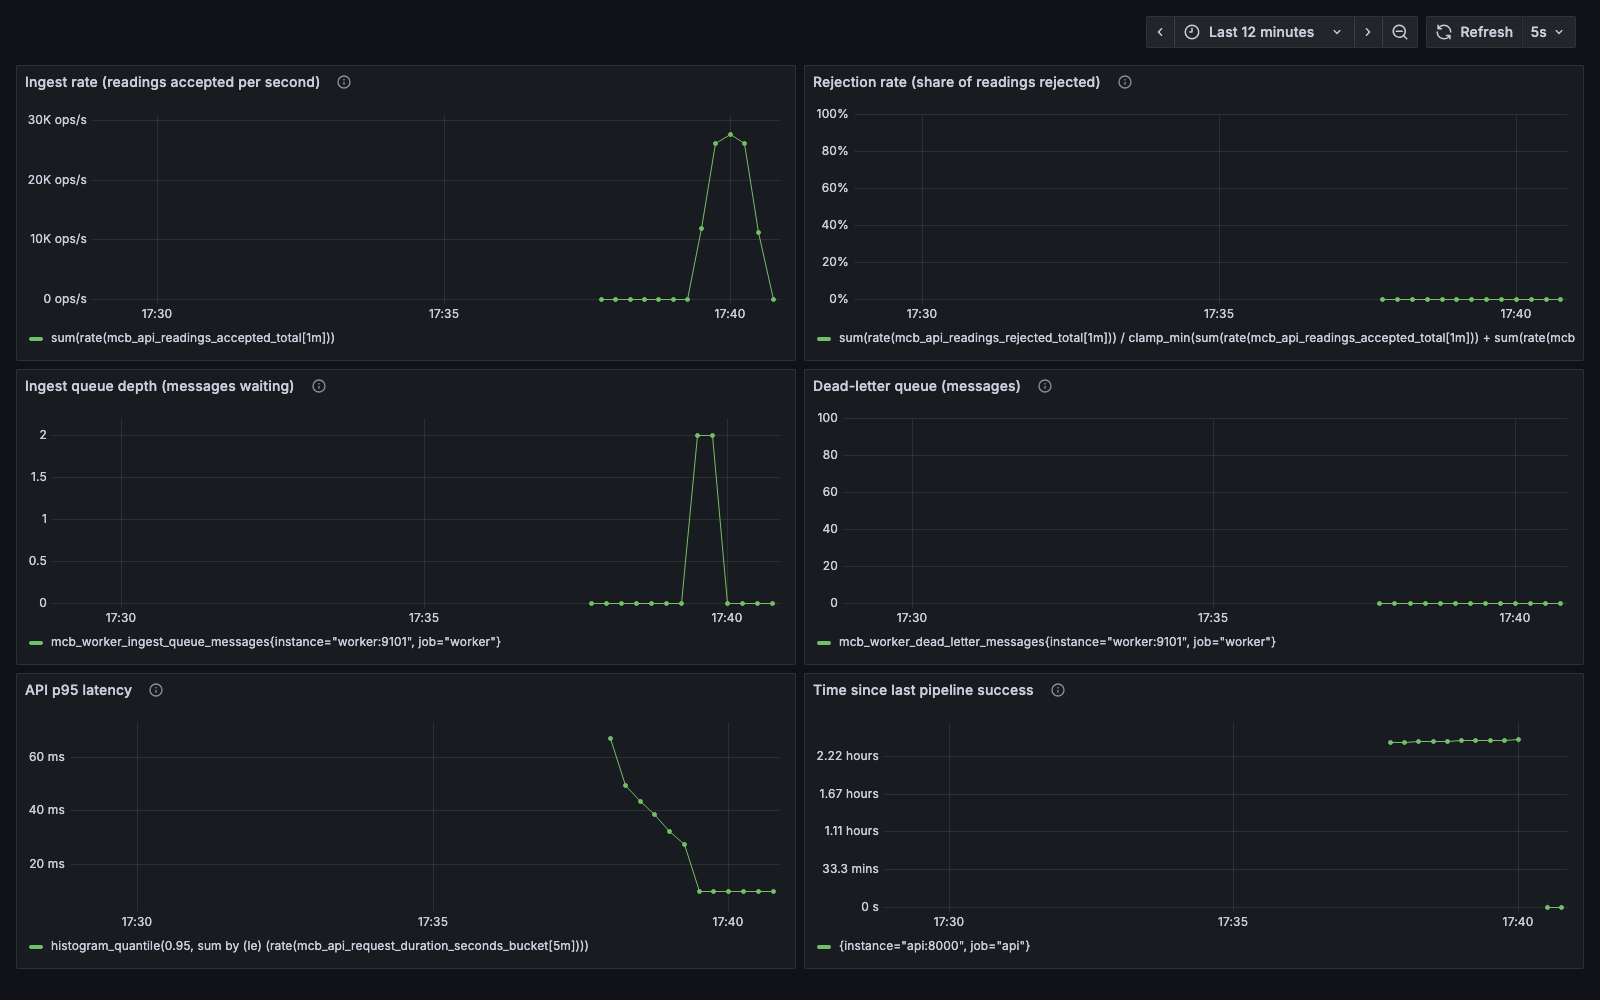 Last 12 minutes
Refresh
5s
Ingest rate (readings accepted per second)
30K ops/s
20K ops/s
10K ops/s
0 ops/s
17:30
17:35
17:40
sum(rate(mcb_api_readings_accepted_total[1m]))
Rejection rate (share of readings rejected)
100%
80%
60%
40%
20%
0%
17:30
17:35
17:40
sum(rate(mcb_api_readings_rejected_total[1m])) / clamp_min(sum(rate(mcb_api_readings_accepted_total[1m])) + sum(rate(mcb
Ingest queue depth (messages waiting)
2
1.5
1
0.5
0
17:30
17:35
17:40
mcb_worker_ingest_queue_messages{instance="worker:9101", job="worker"}
Dead-letter queue (messages)
100
80
60
40
20
0
17:30
17:35
17:40
mcb_worker_dead_letter_messages{instance="worker:9101", job="worker"}
API p95 latency
60 ms
40 ms
20 ms
17:30
17:35
17:40
histogram_quantile(0.95, sum by (le) (rate(mcb_api_request_duration_seconds_bucket[5m])))
Time since last pipeline success
2.22 hours
1.67 hours
1.11 hours
33.3 mins
0 s
17:30
17:35
17:40
{instance="api:8000", job="api"}